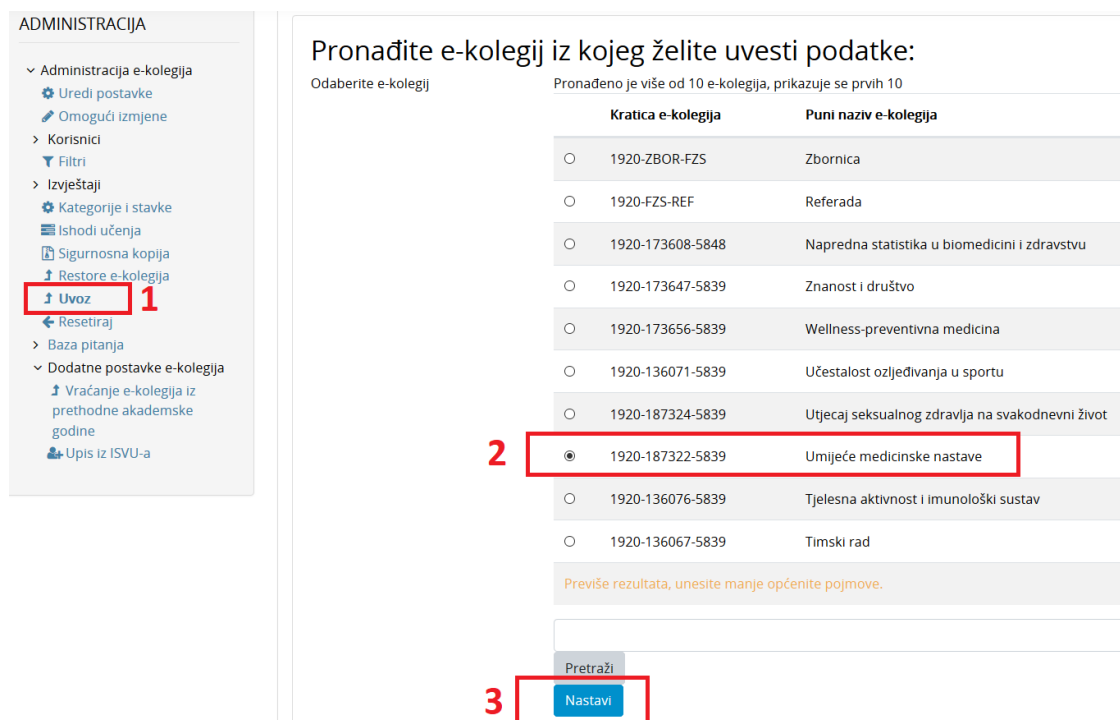 ADMINISTRACIJA
Administracija e-kolegija
Uredi postavke
Omogući izmjene
Korisnici
Filtri
Izvještaji
Kategorije i stavke
Ishodi učenja
Sigurnosna kopija
Restore e-kolegija
Uvoz
1
Resetiraj
Baza pitanja
Dodatne postavke e-kolegija
Vraćanje e-kolegija iz
prethodne akademske
godine
Upis iz ISVU-a
Pronađite e-kolegij iz kojeg želite uvesti podatke:
Odaberite e-kolegij
Pronađeno je više od 10 e-kolegija, prikazuje se prvih 10
Kratica e-kolegija Puni naziv e-kolegija
1920-ZBOR-FZS Zbornica
1920-FZS-REF Referada
1920-173608-5848 Napredna statistika u biomedicini i zdravstvu
1920-173647-5839 Znanost i društvo
1920-173656-5839 Wellness-preventivna medicina
1920-136071-5839 Učestalost ozljeđivanja u sportu
1920-187324-5839 Utjecaj seksualnog zdravlja na svakodnevni život
2 1920-187322-5839 Umijeće medicinske nastave
1920-136076-5839 Tjelesna aktivnost i imunološki sustav
1920-136067-5839 Timski rad
Previše rezultata, unesite manje općenite pojmove.
Pretraži
3 Nastavi